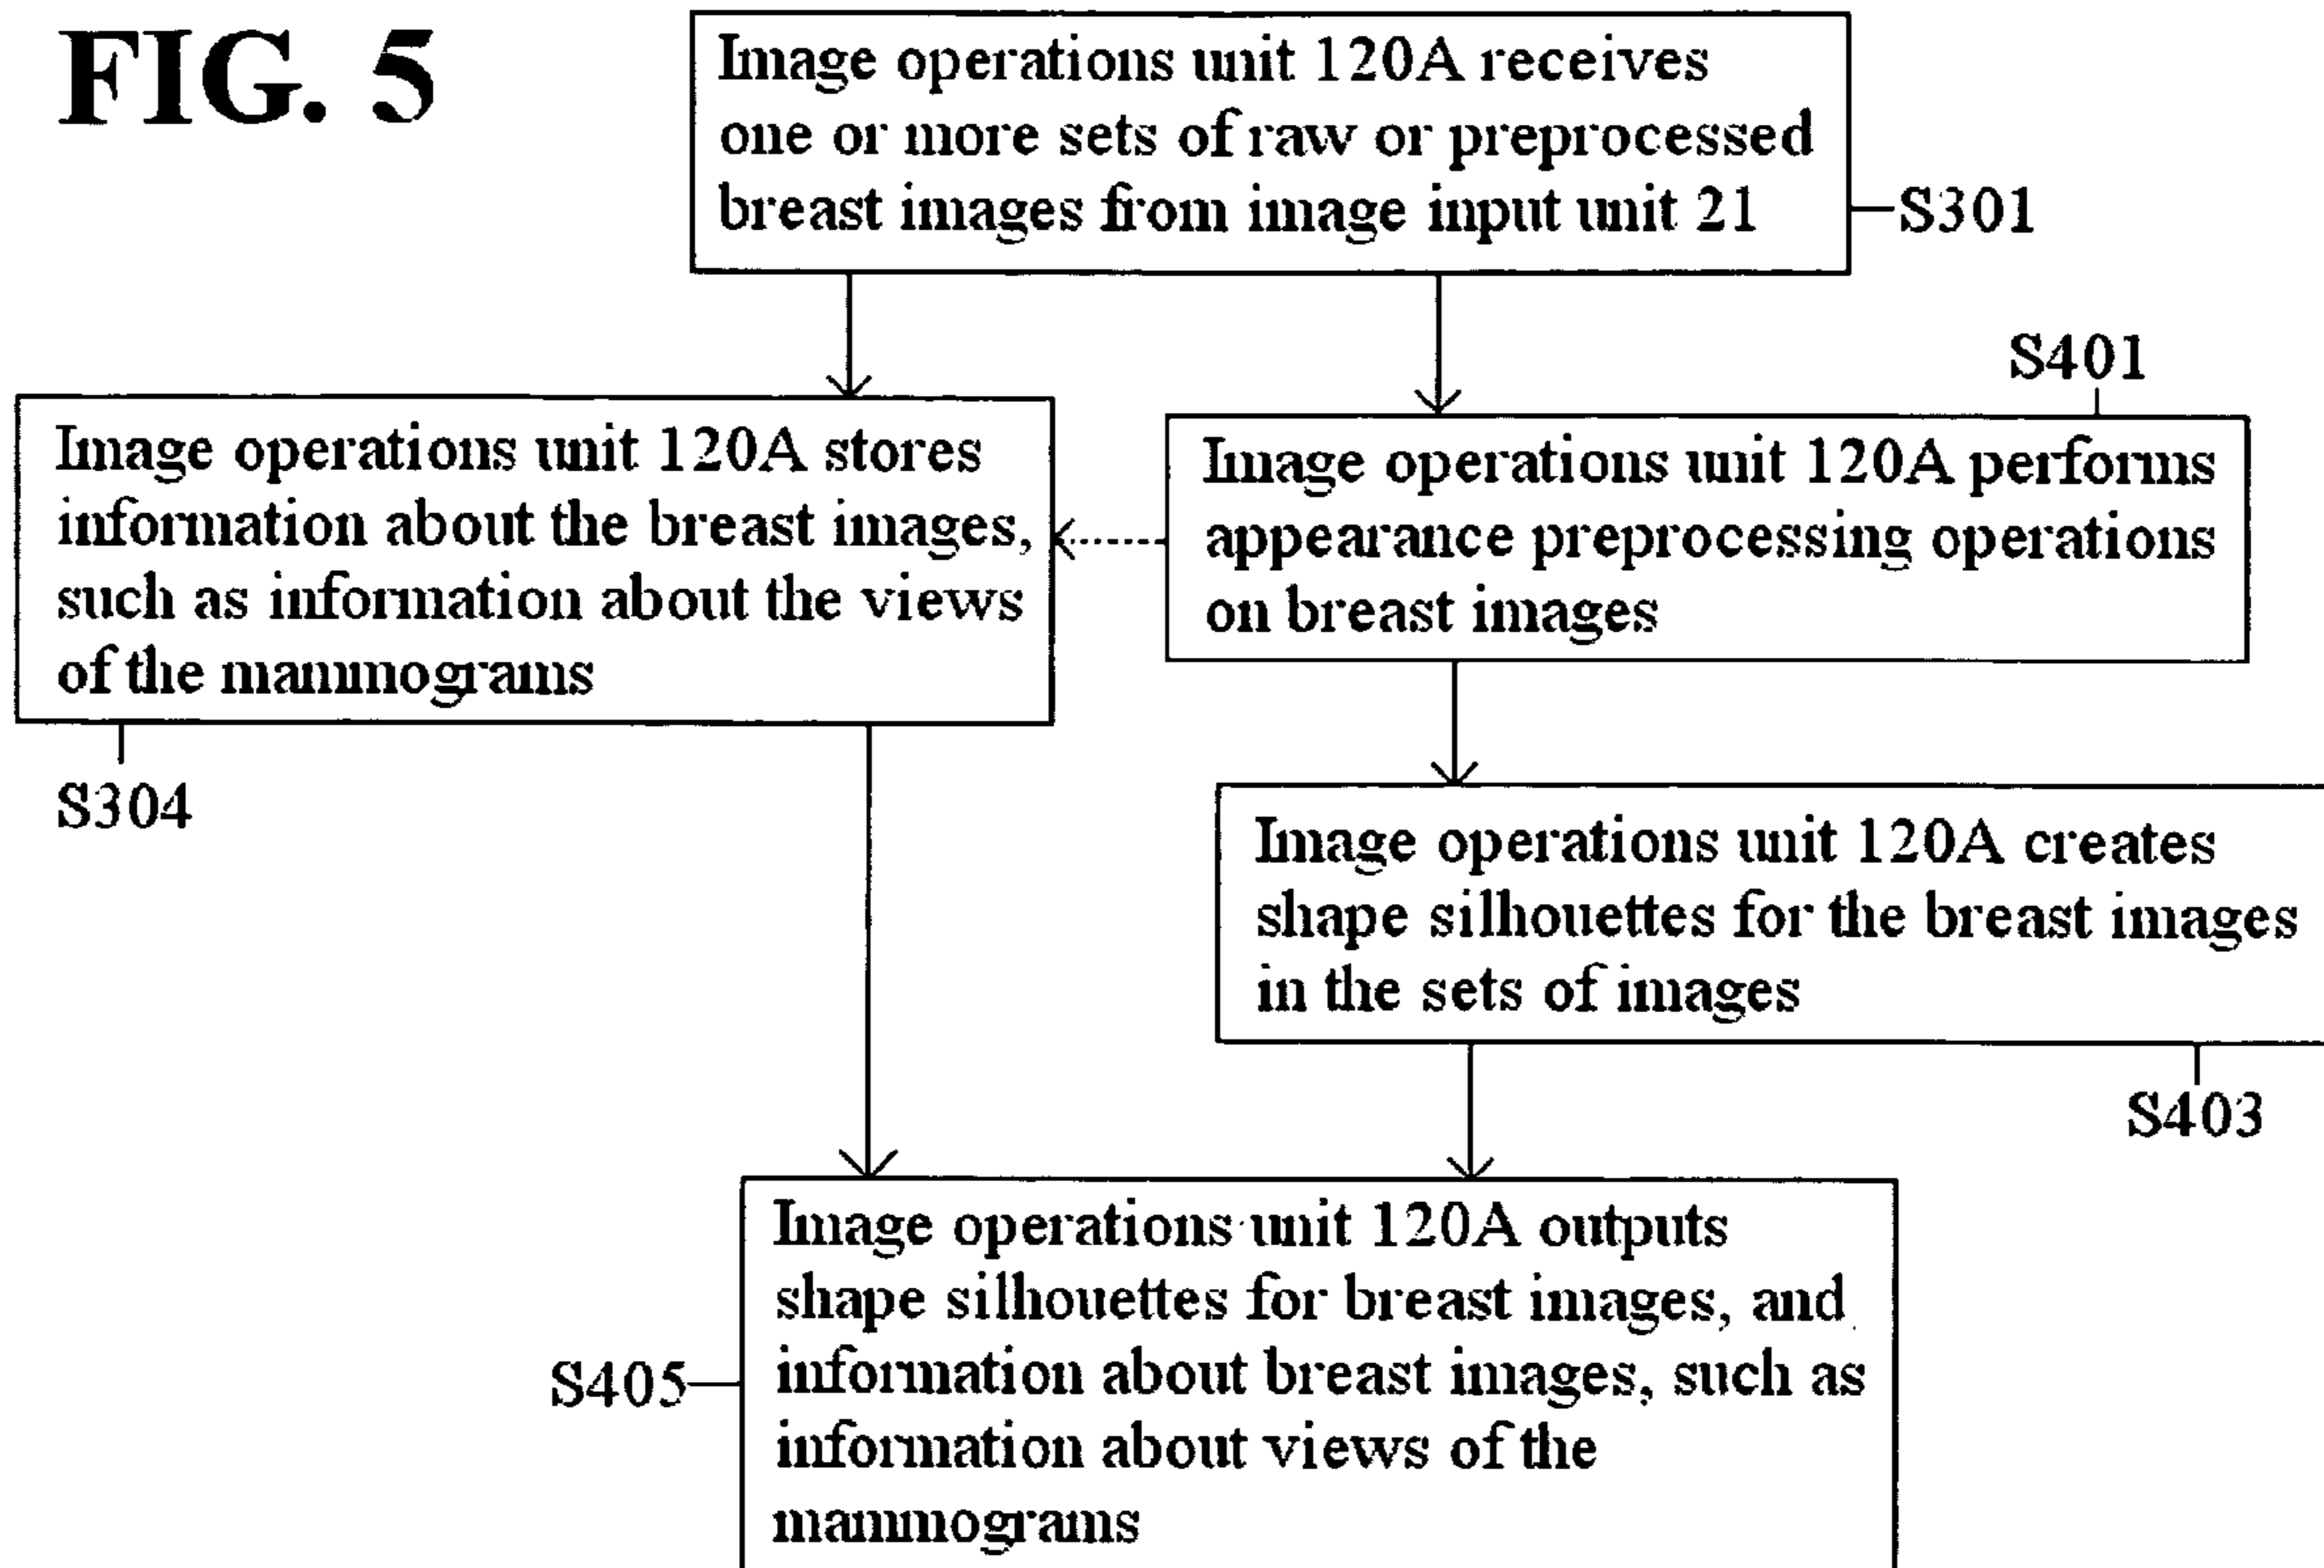 FIG. 5
Image operations unit 120A receives
one or more sets of raw or preprocessed
breast images from image input unit 21
S301
S401
Image operations unit 120A stores
information about the breast images,
such as information about the views
of the mammograms
S304
Image operations unit 120A performs
appearance preprocessing operations
on breast images
Image operations unit 120A creates
shape silhouettes for the breast images
in the sets of images
S403
Image operations unit 120A outputs
shape silhouettes for breast images, and
information about breast images, such as
information about views of the
mammograms
S405